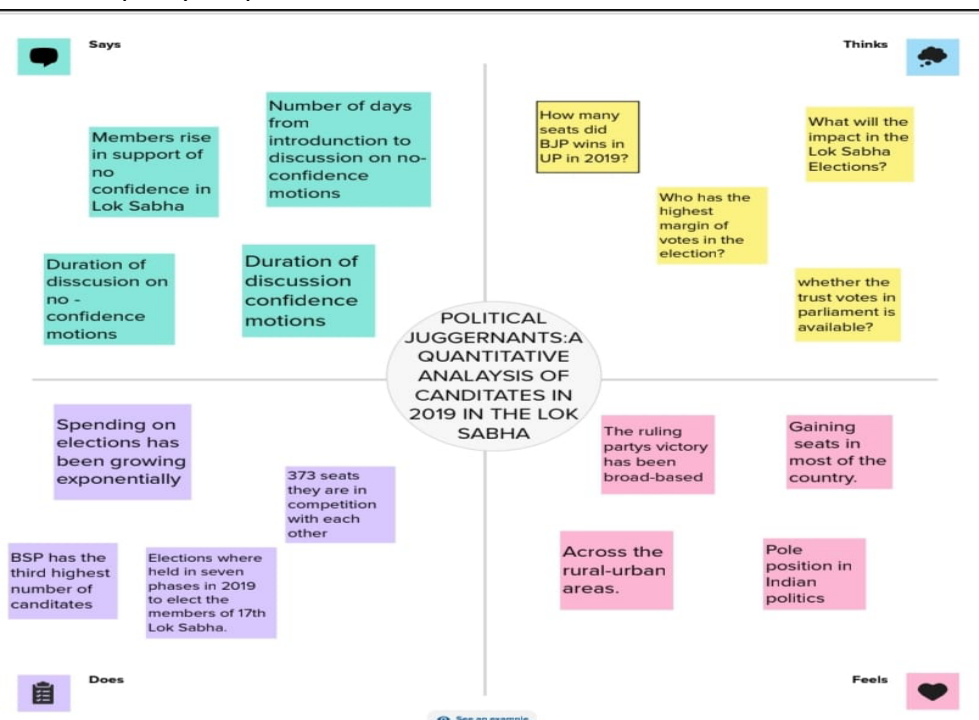 Says
Members rise
in support of
no
confidence in
Lok Sabha
Number of days
from
introdunction to
discussion on no-
confidence
motions
Duration of
disscusion on
no -
confidence
motions
Duration of
discussion
confidence
motions
Thinks
How many
seats did
BJP wins in
UP in 2019?
What will the
impact in the
Lok Sabha
Elections?
Who has the
highest
margin of
votes in the
election?
whether the
trust votes in
parliament is
available?
POLITICAL
JUGGERNANTS:A
QUANTITATIVE
ANALAYSIS OF
CANDITATES IN
2019 IN THE LOK
SABHA
Spending on
elections has
been growing
exponentially
373 seats
they are in
competition
with each
other
BSP has the
third highest
number of
canditates
Elections where
held in seven
phases in 2019
to elect the
members of 17th
Lok Sabha.
Does
The ruling
partys victory
has been
broad-based
Gaining
seats in
most of the
country.
Across the
rural-urban
areas.
Pole
position in
Indian
politics
Feels
See an example